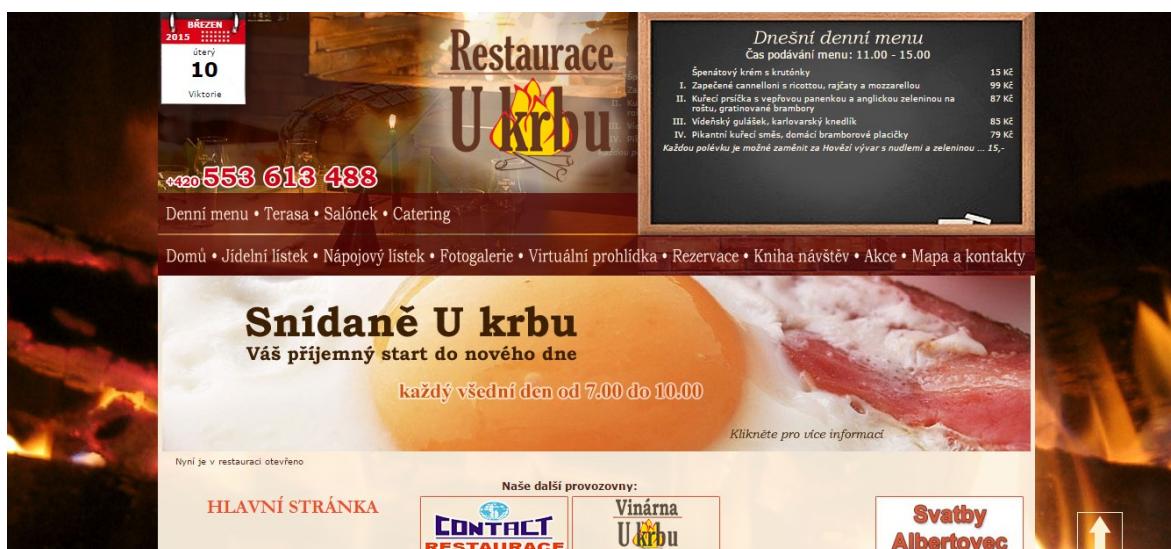 BŘEZEN
2015
úterý
10
Viktorie
Restaurace
U krbu
+420 553 613 488
Dnešní denní menu
Čas podávání menu: 11.00 - 15.00
Špenátový krém s krutónky 15 Kč
I. Zapečené cannelloni s ricottou, rajčaty a mozzarellou 99 Kč
II. Kuřecí prsíčka s vepřovou panenkou a anglickou zeleninou na 87 Kč
roštu, gratinované brambory
III. Vídeňský gulášek, karlovarský knedlík 85 Kč
IV. Pikantní kuřecí směs, domácí bramborové placičky 79 Kč
Každou polévku je možné zaměnit za Hovězí vývar s nudlemi a zeleninou ... 15,-
Denní menu • Terasa • Salónek • Catering
Domů • Jídelní lístek • Nápojový lístek • Fotogalerie • Virtuální prohlídka • Rezervace • Kniha návštěv • Akce • Mapa a kontakty
Snídaně U krbu
Váš příjemný start do nového dne
každý všední den od 7.00 do 10.00
Klikněte pro více informací
Nyní je v restauraci otevřeno
Naše další provozovny:
HLAVNÍ STRÁNKA
CONTACT
RESTAURACE
Vinárna
U krbu
Svatby
Albertovec